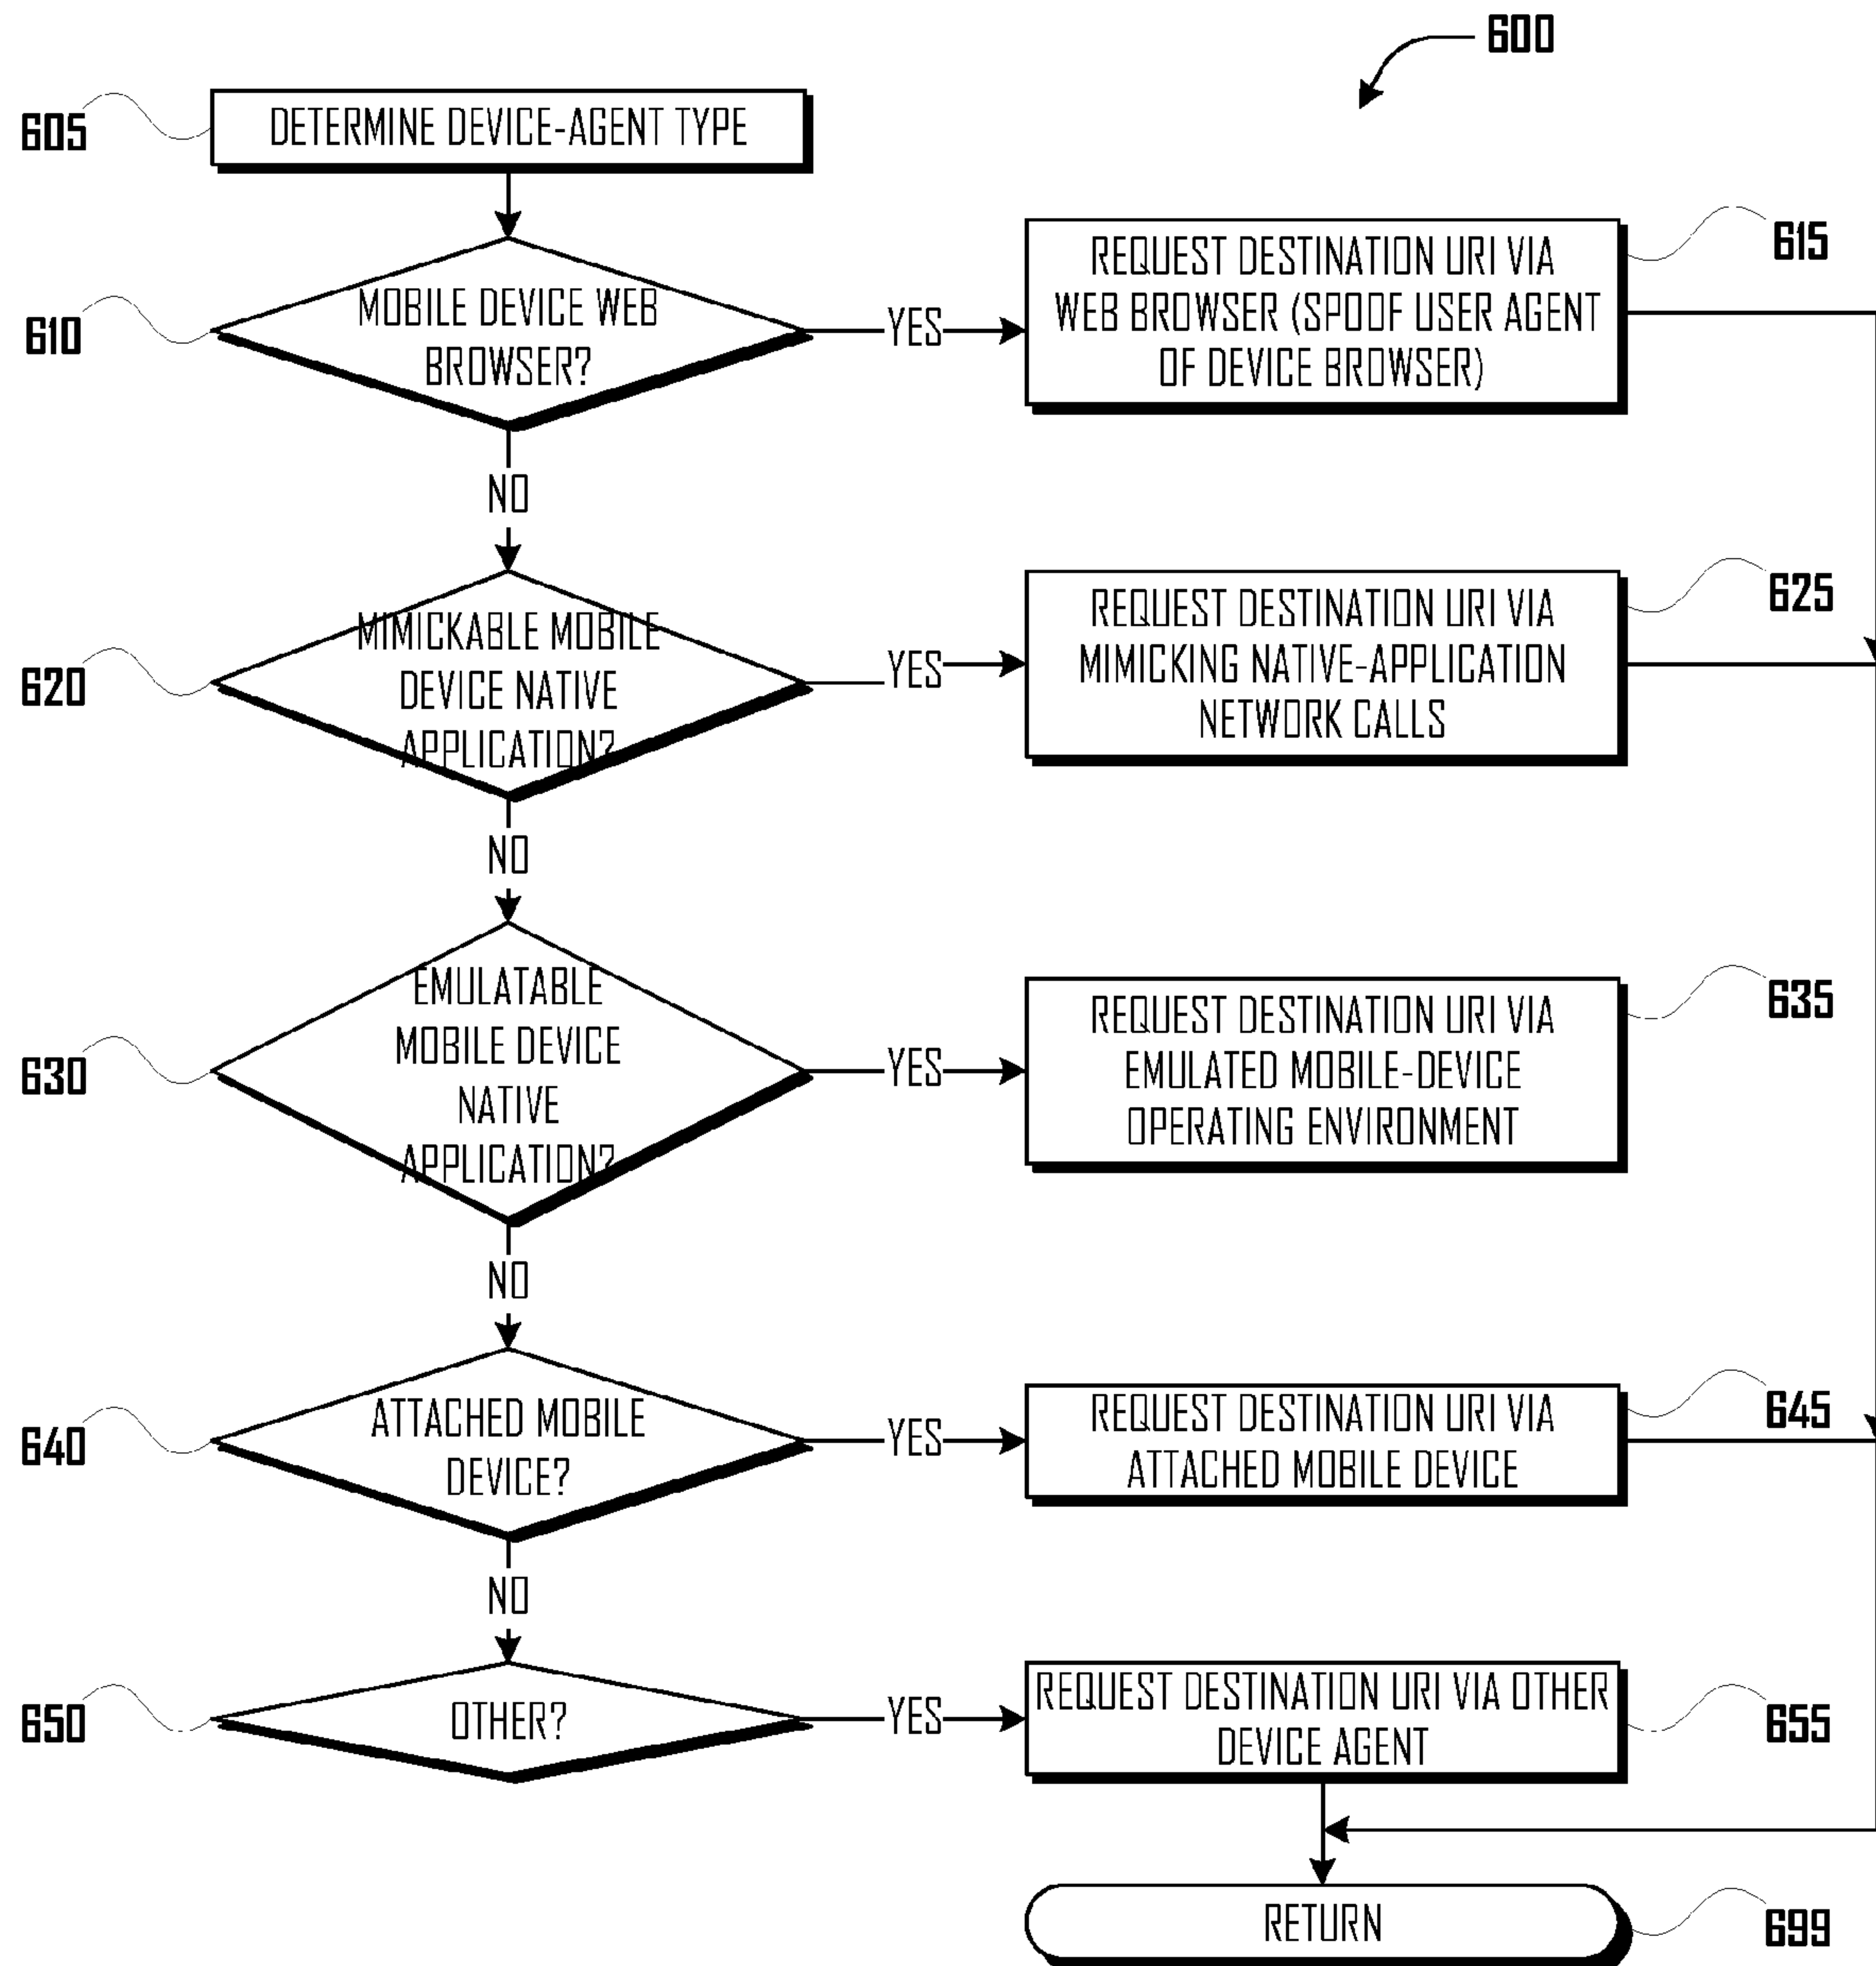 600
605
DETERMINE DEVICE-AGENT TYPE
610
MOBILE DEVICE WEB
BROWSER?
YES
615
REQUEST DESTINATION URI VIA
WEB BROWSER (SPOOF USER AGENT
OF DEVICE BROWSER)
NO
620
MIMICKABLE MOBILE
DEVICE NATIVE
APPLICATION?
YES
625
REQUEST DESTINATION URI VIA
MIMICKING NATIVE-APPLICATION
NETWORK CALLS
NO
630
EMULATABLE
MOBILE DEVICE
NATIVE
APPLICATION?
YES
635
REQUEST DESTINATION URI VIA
EMULATED MOBILE-DEVICE
OPERATING ENVIRONMENT
NO
640
ATTACHED MOBILE
DEVICE?
YES
645
REQUEST DESTINATION URI VIA
ATTACHED MOBILE DEVICE
NO
650
OTHER?
YES
655
REQUEST DESTINATION URI VIA OTHER
DEVICE AGENT
RETURN
699